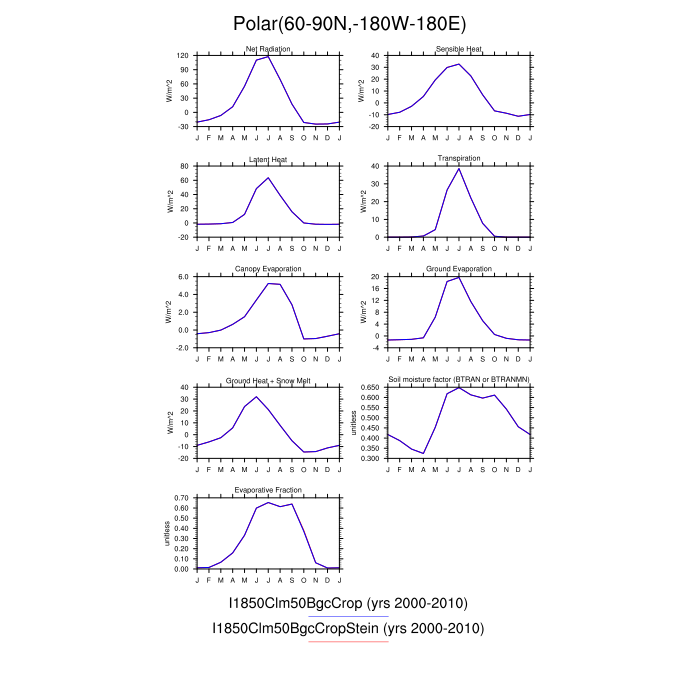 Polar(60-90N,-180W-180E)
Net Radiation
Sensible Heat
W/m^2
120
90
60
30
0
-30
J F M A M J J A S O N D J
W/m^2
40
30
20
10
0
-10
-20
J F M A M J J A S O N D J
Latent Heat
Transpiration
W/m^2
80
60
40
20
0
-20
J F M A M J J A S O N D J
W/m^2
40
30
20
10
0
J F M A M J J A S O N D J
Canopy Evaporation
Ground Evaporation
W/m^2
6.0
4.0
2.0
0.0
-2.0
J F M A M J J A S O N D J
W/m^2
20
16
12
8
4
0
-4
J F M A M J J A S O N D J
Ground Heat + Snow Melt
Soil moisture factor (BTRAN or BTRANMN)
W/m^2
40
30
20
10
0
-10
-20
J F M A M J J A S O N D J
unitless
0.650
0.600
0.550
0.500
0.450
0.400
0.350
0.300
J F M A M J J A S O N D J
Evaporative Fraction
unitless
0.70
0.60
0.50
0.40
0.30
0.20
0.10
0.00
J F M A M J J A S O N D J
I1850Clm50BgcCrop (yrs 2000-2010)
I1850Clm50BgcCropStein (yrs 2000-2010)